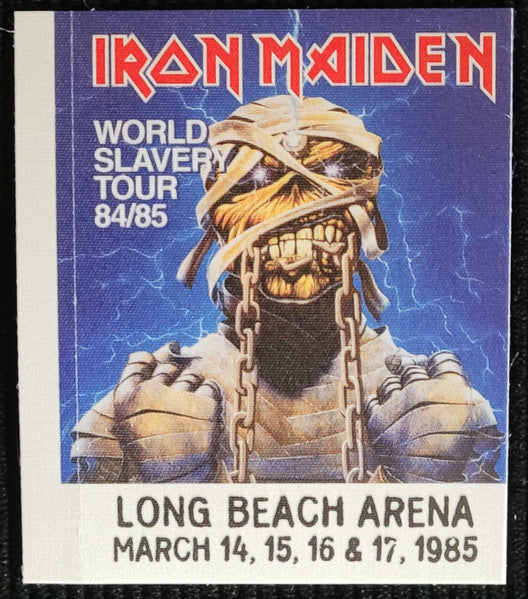 IRON MAIDEN
WORLD
SLAVERY
TOUR
84/85
LONG BEACH ARENA
MARCH 14, 15, 16 & 17, 1985